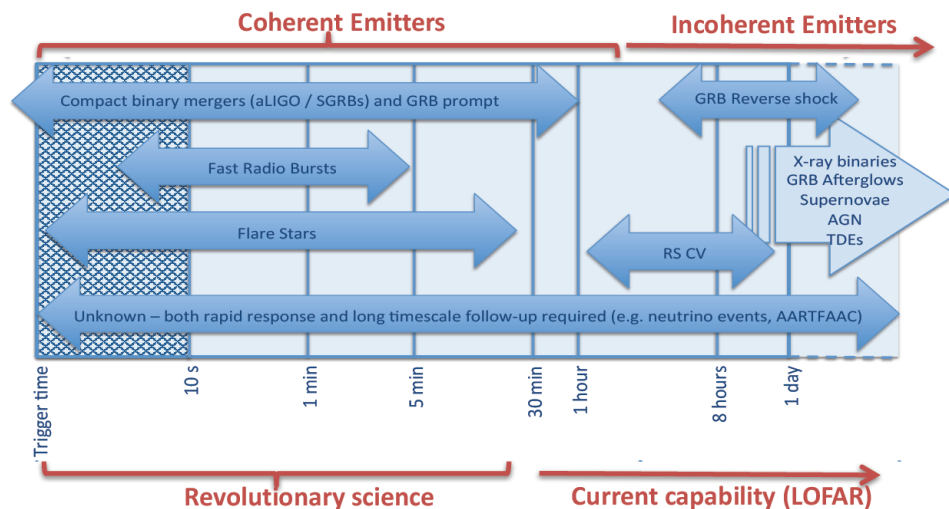 Coherent Emitters
Incoherent Emitters
Compact binary mergers (aLIGO / SGRBs) and GRB prompt
GRB Reverse shock
Fast Radio Bursts
X-ray binaries
GRB Afterglows
Supernovae
AGN
TDEs
Flare Stars
RS CV
Unknown – both rapid response and long timescale follow-up required (e.g. neutrino events, AARTFAAC)
Trigger time
10 s
1 min
5 min
30 min
1 hour
8 hours
1 day
Revolutionary science
Current capability (LOFAR)